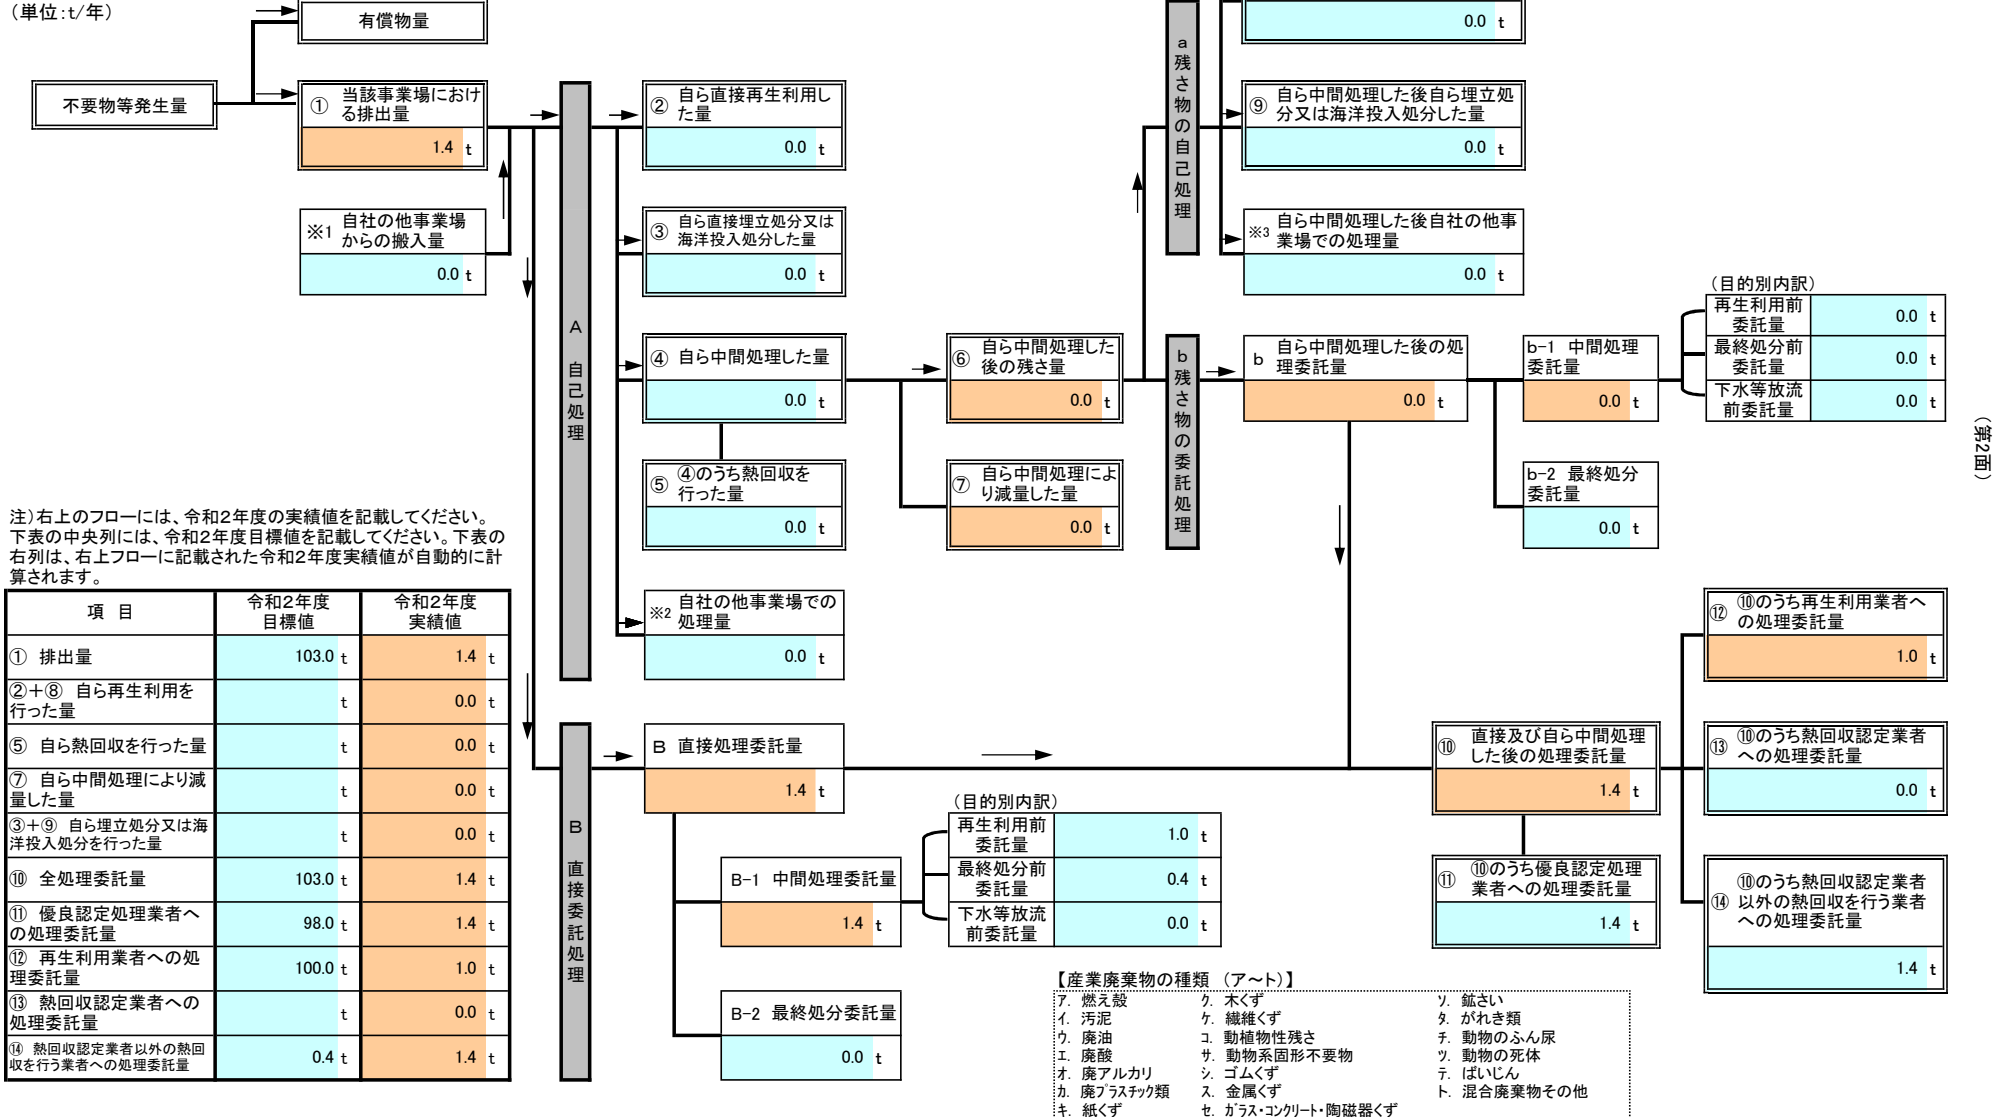 (単位:t/年)
有償物量
不要物等発生量
① 当該事業場におけ
る排出量
1.4 t
※1 自社の他事業場
からの搬入量
0.0 t
A 自己処理
② 自ら直接再生利用し
た量
0.0 t
③ 自ら直接埋立処分又は
海洋投入処分した量
0.0 t
④ 自ら中間処理した量
0.0 t
⑤ ④のうち熱回収を
行った量
0.0 t
※2 自社の他事業場での
処理量
0.0 t
⑥ 自ら中間処理した
後の残さ量
0.0 t
⑦ 自ら中間処理によ
り減量した量
0.0 t
a 残さ物の自己処理
0.0 t
⑨ 自ら中間処理した後自ら埋立処
分又は海洋投入処分した量
0.0 t
※3 自ら中間処理した後自社の他事
業場での処理量
0.0 t
b 残さ物の委託処理
b 自ら中間処理した後の処
理委託量
0.0 t
b-1 中間処理
委託量
0.0 t
b-2 最終処分
委託量
0.0 t
(目的別内訳)
再生利用前
委託量
0.0 t
最終処分前
委託量
0.0 t
下水等放流
前委託量
0.0 t
(第2面)
注)右上のフローには、令和2年度の実績値を記載してください。
下表の中央列には、令和2年度目標値を記載してください。下表の
右列は、右上フローに記載された令和2年度実績値が自動的に計
算されます。
項 目
令和2年度
目標値
令和2年度
実績値
① 排出量
103.0 t
1.4 t
②+⑧ 自ら再生利用を
行った量
t
0.0 t
⑤ 自ら熱回収を行った量
t
0.0 t
⑦ 自ら中間処理により減
量した量
t
0.0 t
③+⑨ 自ら埋立処分又は海
洋投入処分を行った量
t
0.0 t
⑩ 全処理委託量
103.0 t
1.4 t
⑪ 優良認定処理業者へ
の処理委託量
98.0 t
1.4 t
⑫ 再生利用業者への処
理委託量
100.0 t
1.0 t
⑬ 熱回収認定業者への
処理委託量
t
0.0 t
⑭ 熱回収認定業者以外の熱回
収を行う業者への処理委託量
0.4 t
1.4 t
B 直接委託処理
B 直接処理委託量
1.4 t
B-1 中間処理委託量
1.4 t
B-2 最終処分委託量
0.0 t
(目的別内訳)
再生利用前
委託量
1.0 t
最終処分前
委託量
0.4 t
下水等放流
前委託量
0.0 t
⑩ 直接及び自ら中間処理
した後の処理委託量
1.4 t
⑪ ⑩のうち優良認定処理
業者への処理委託量
1.4 t
⑫ ⑩のうち再生利用業者へ
の処理委託量
1.0 t
⑬ ⑩のうち熱回収認定業者
への処理委託量
0.0 t
⑭ ⑩のうち熱回収認定業者
以外の熱回収を行う業者
への処理委託量
1.4 t
【産業廃棄物の種類 (ア〜ト)】
ア. 燃え殻
イ. 汚泥
ウ. 廃油
エ. 廃酸
オ. 廃アルカリ
カ. 廃プラスチック類
キ. 紙くず
ク. 木くず
ケ. 繊維くず
コ. 動植物性残さ
サ. 動物系固形不要物
シ. ゴムくず
ス. 金属くず
セ. ガラス・コンクリート・陶磁器くず
ソ. 鉱さい
タ. がれき類
チ. 動物のふん尿
ツ. 動物の死体
テ. ばいじん
ト. 混合廃棄物その他